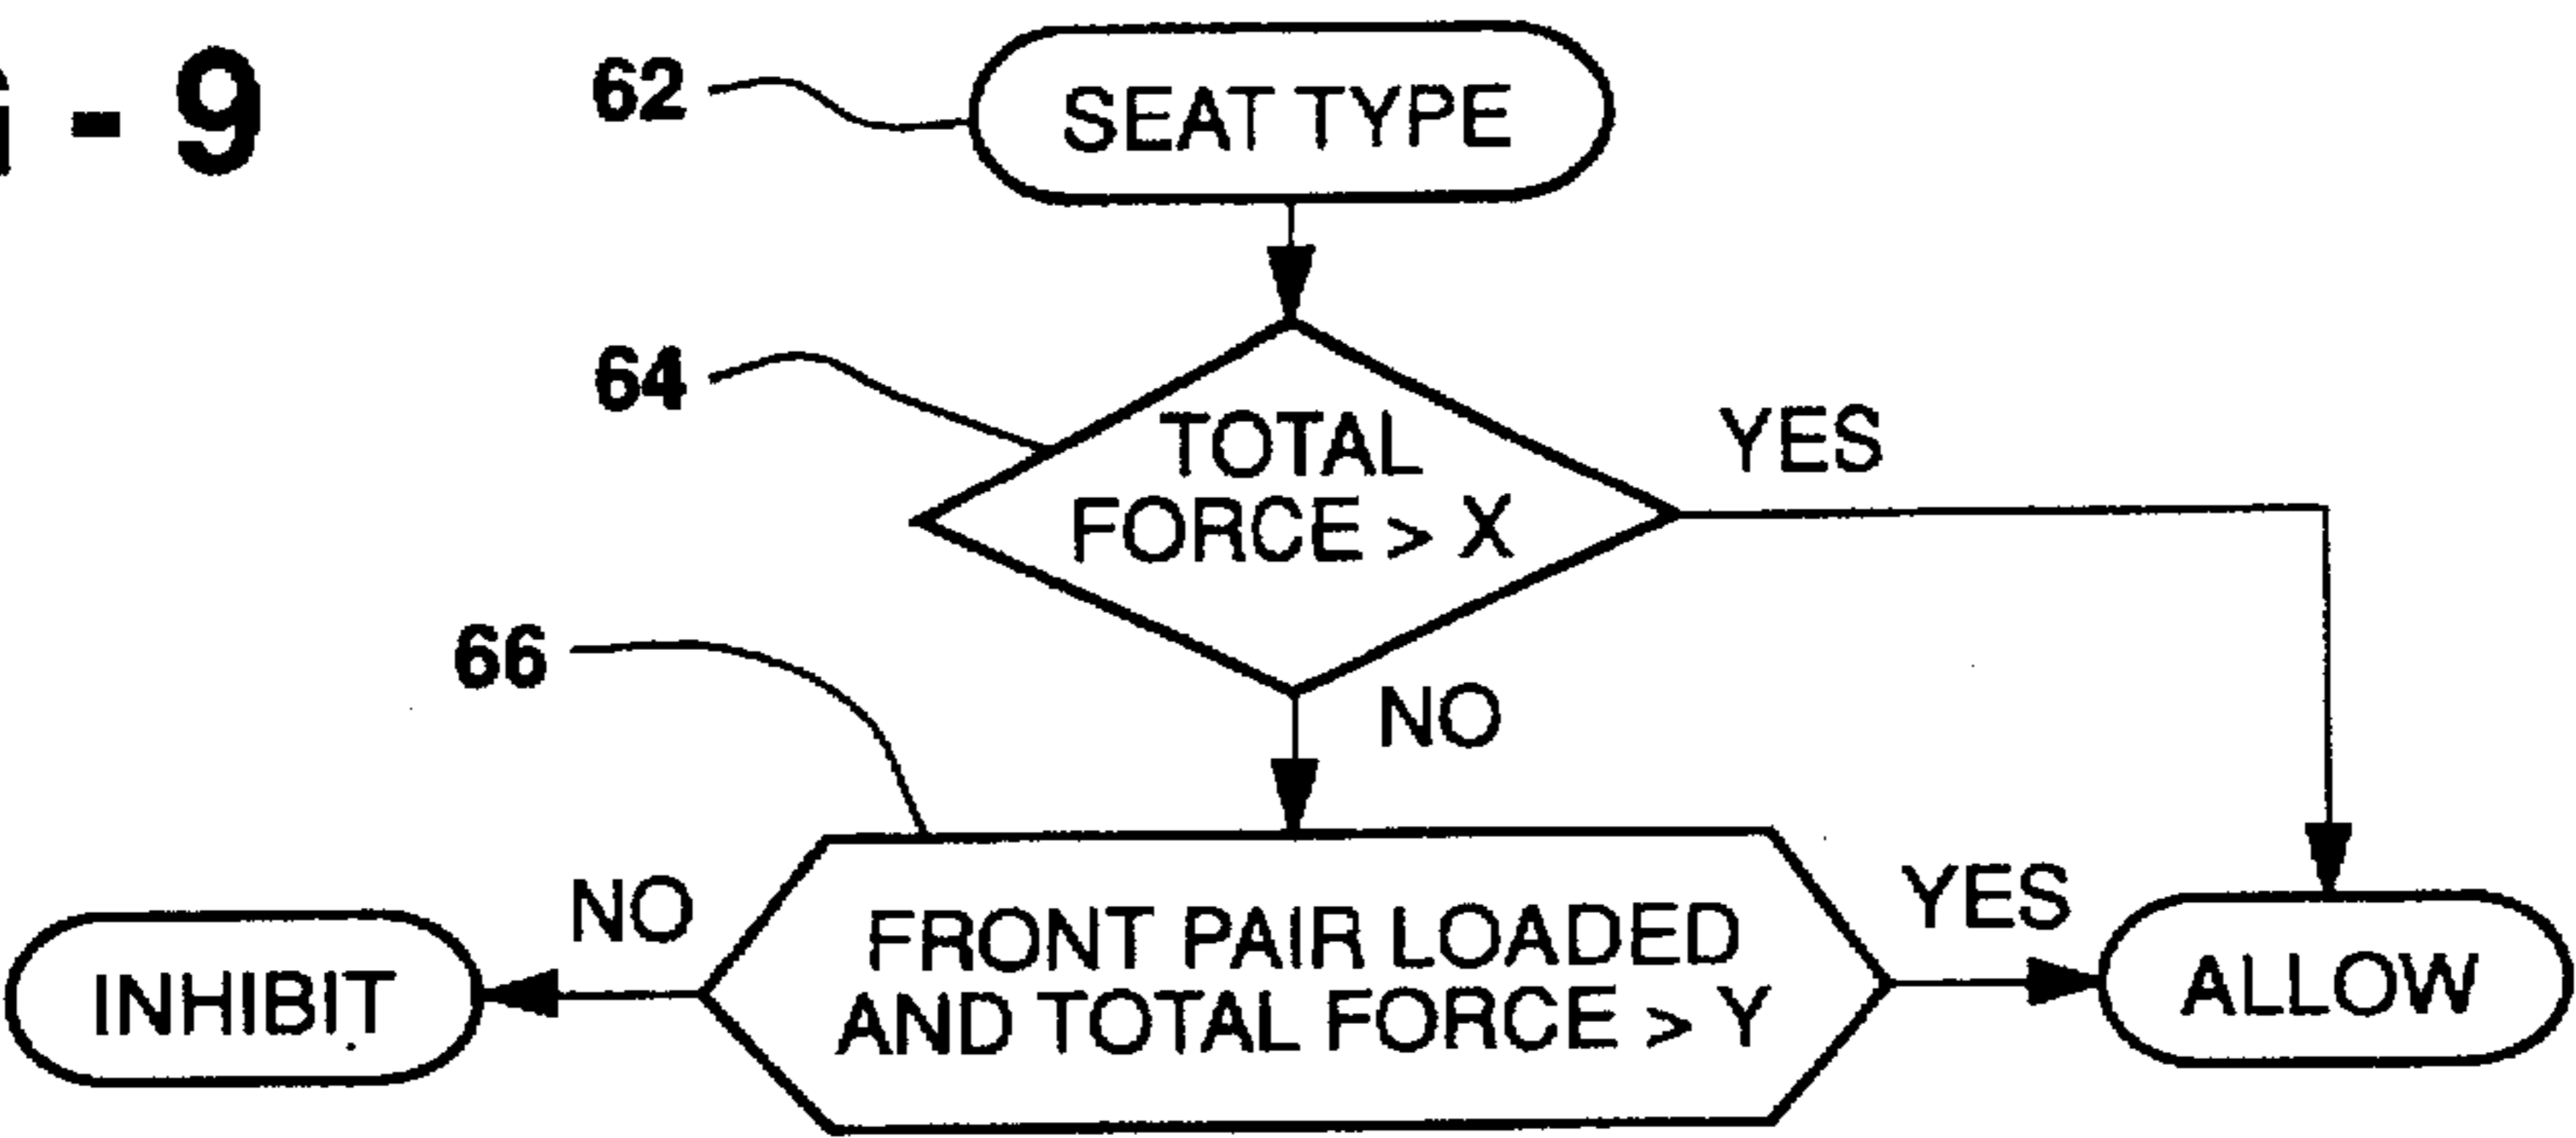 - 9
62
SEAT TYPE
64
TOTAL
FORCE > X
YES
66
NO
NO
FRONT PAIR LOADED
AND TOTAL FORCE > Y
YES
INHIBIT
ALLOW